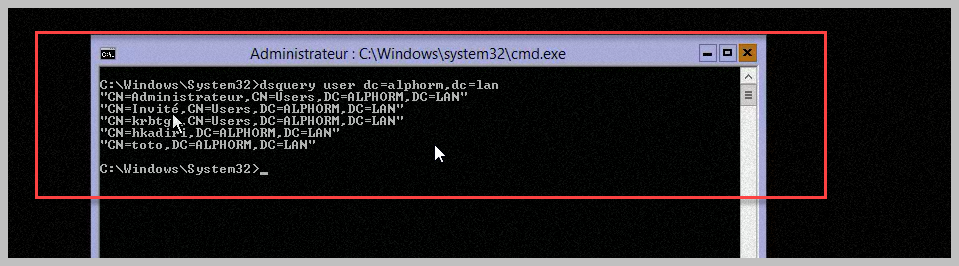 Administrateur : C:\Windows\system32\cmd.exe
C:\Windows\System32>dsquery user dc=alphorm,dc=lan
"CN=Administrateur,CN=Users,DC=ALPHORM,DC=LAN"
"CN=Invité,CN=Users,DC=ALPHORM,DC=LAN"
"CN=krbtgt,CN=Users,DC=ALPHORM,DC=LAN"
"CN=hkadiri,DC=ALPHORM,DC=LAN"
"CN=toto,DC=ALPHORM,DC=LAN"
C:\Windows\System32>_